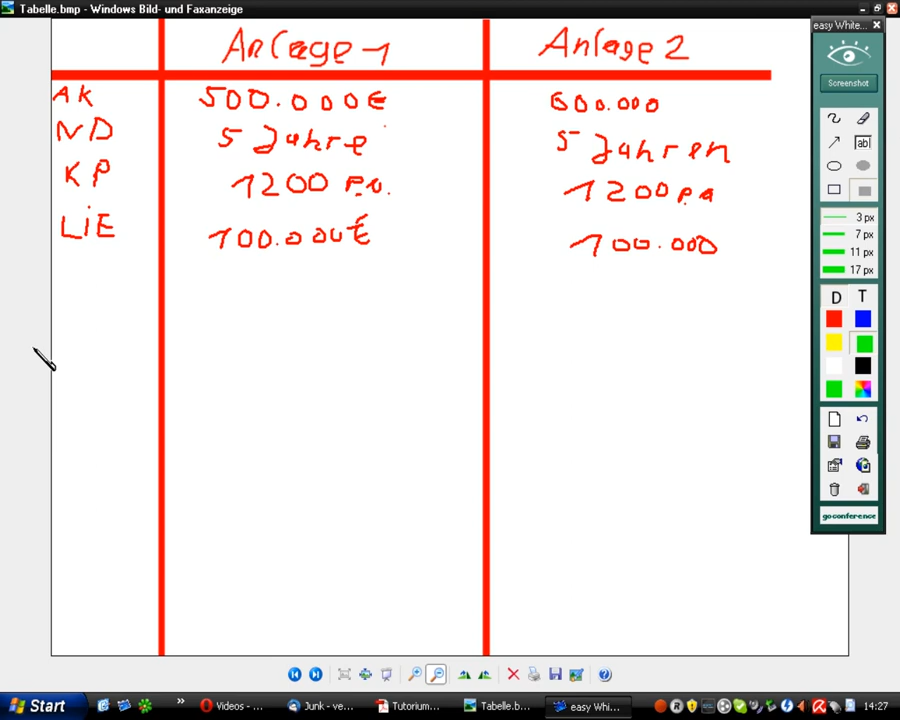 Tabelle.bmp - Windows Bild- und Faxanzeige
easy White...
Anlage 1 Anlage 2
AK 500.000€ 600.000
ND 5 Jahre 5 Jahren
KP 1200 p.a. 1200 p.a
LiE 100.000€ 100.000
Screenshot
ab
3 px
7 px
11 px
17 px
D T
goconference
Start
Videos - ...
Junk - ve...
Tutorium...
Tabelle.b...
easy Whi...
14:27